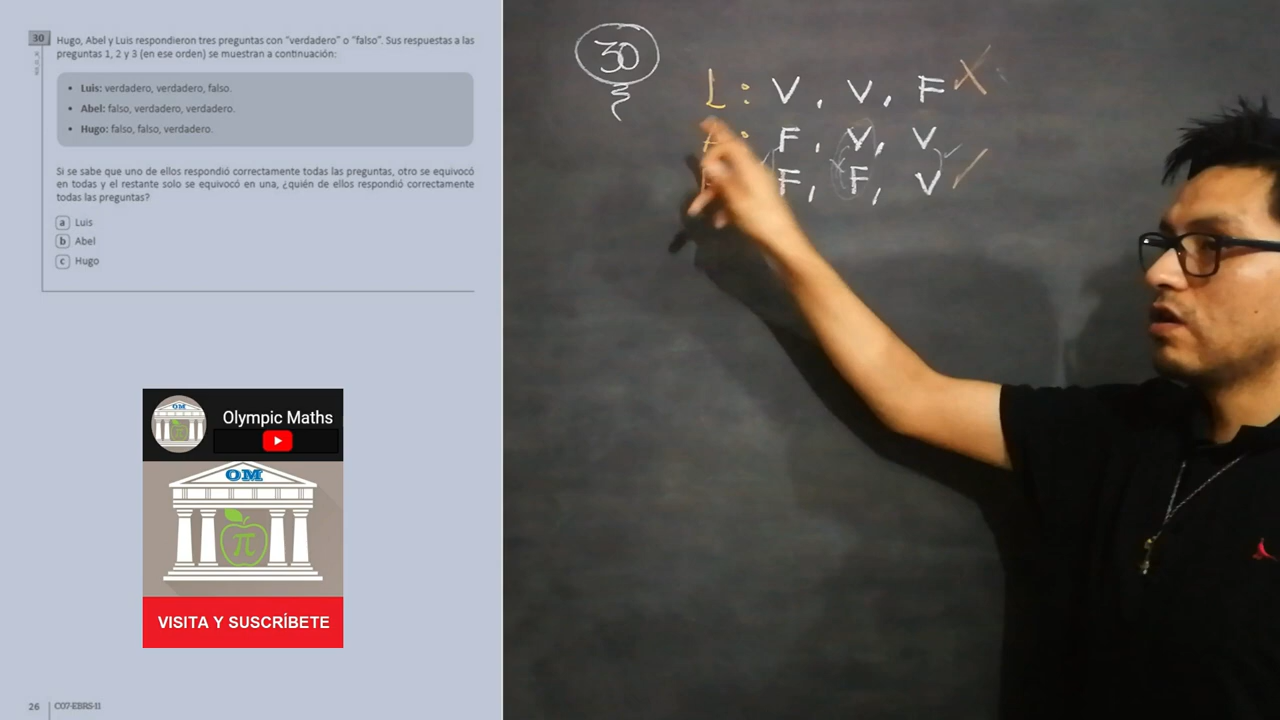 30
Hugo, Abel y Luis respondieron tres preguntas con "verdadero" o "falso". Sus respuestas a las
preguntas 1, 2 y 3 (en ese orden) se muestran a continuación:
• Luis: verdadero, verdadero, falso.
• Abel: falso, verdadero, verdadero.
• Hugo: falso, falso, verdadero.
Si se sabe que uno de ellos respondió correctamente todas las preguntas, otro se equivocó
en todas y el restante solo se equivocó en una, ¿quién de ellos respondió correctamente
todas las preguntas?
a Luis
b Abel
c Hugo
OM
Olympic Maths
OM
π
VISITA Y SUSCRÍBETE
26
30
L: V, V, F X
: F, V, V
F, F, V ✓